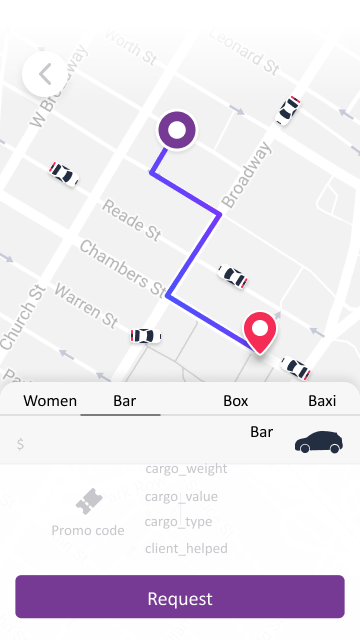 Worth St
Leonard St
W Broadway
Broadway
Reade St
Chambers St
Warren St
Church St
Women
Bar
Box
Baxi
Bar
$
cargo_weight
cargo_value
cargo_type
client_helped
Promo code
Request